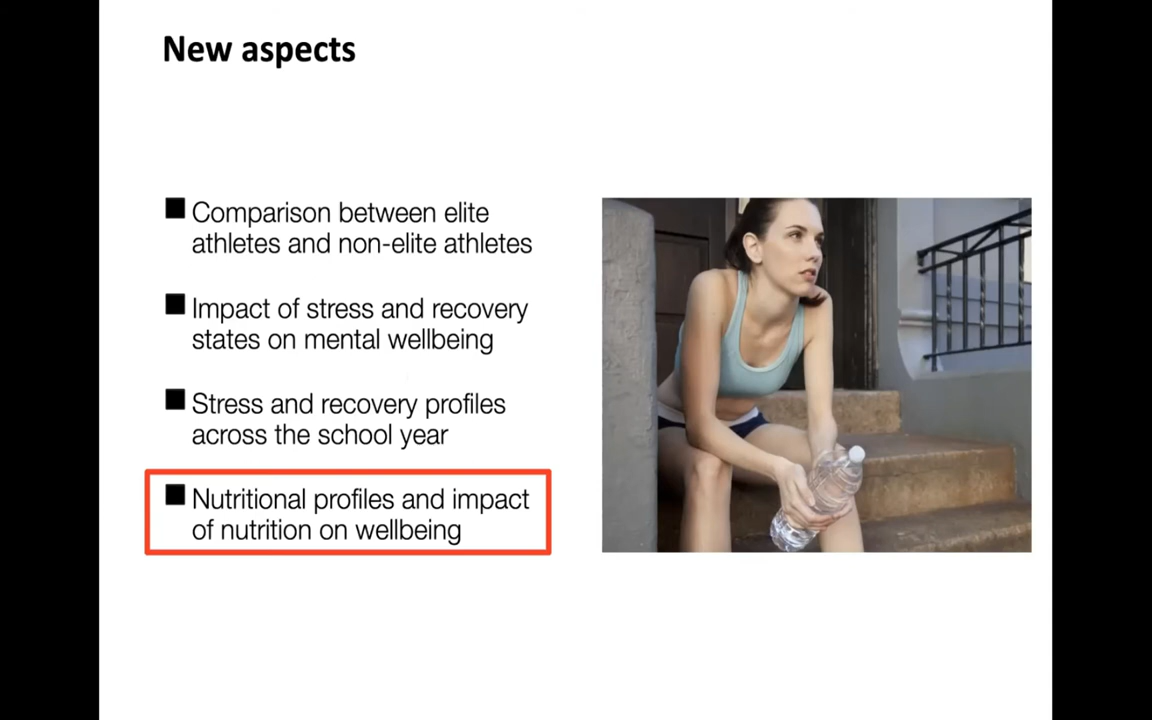 New aspects
■ Comparison between elite
athletes and non-elite athletes
■ Impact of stress and recovery
states on mental wellbeing
■ Stress and recovery profiles
across the school year
■ Nutritional profiles and impact
of nutrition on wellbeing